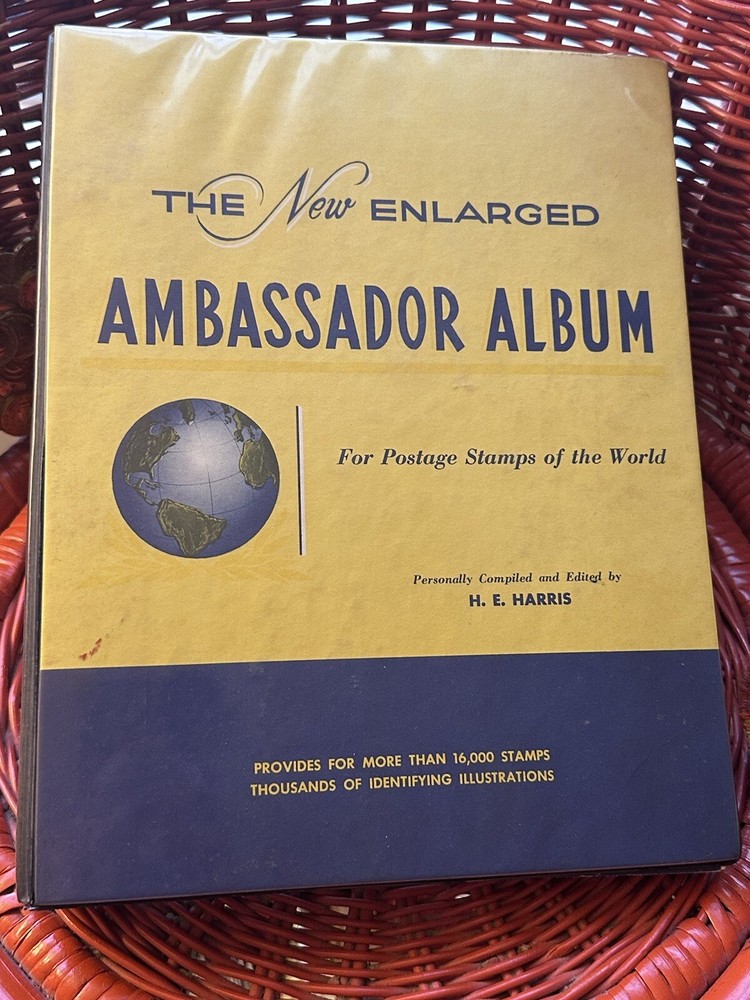 THE New ENLARGED
AMBASSADOR ALBUM
For Postage Stamps of the World
Personally Compiled and Edited by
H. E. HARRIS
PROVIDES FOR MORE THAN 16,000 STAMPS
THOUSANDS OF IDENTIFYING ILLUSTRATIONS